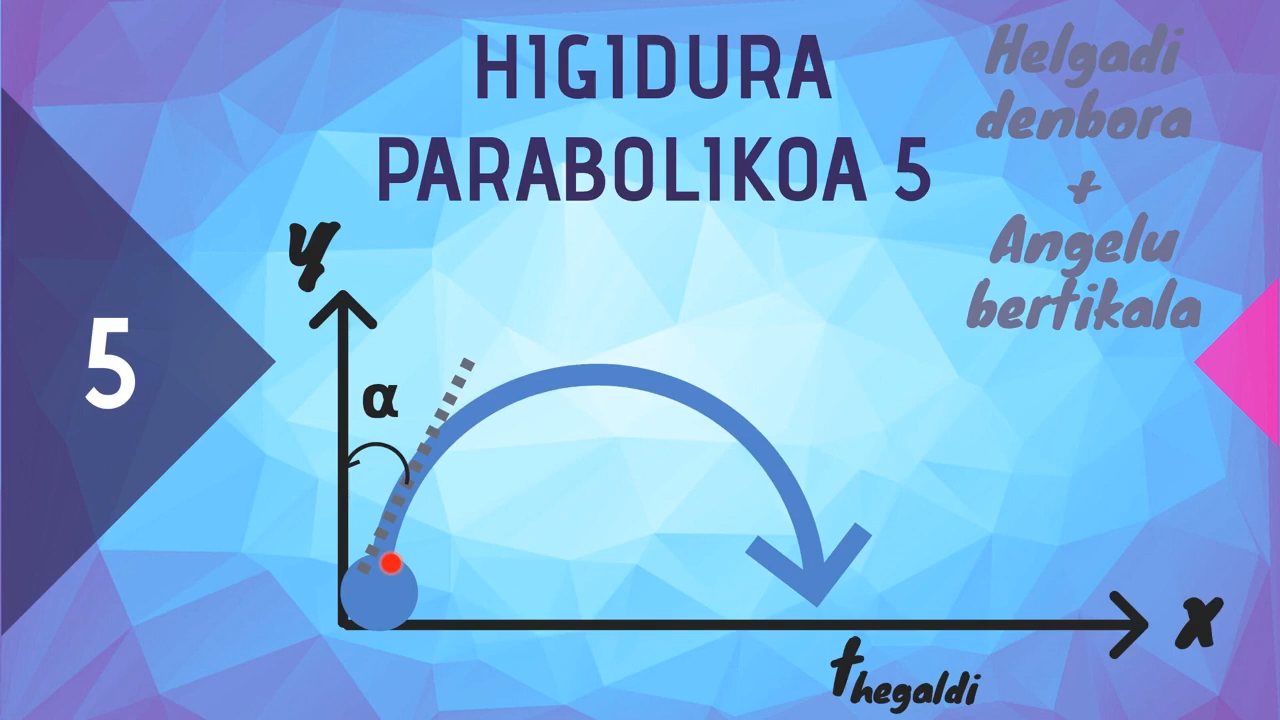 HIGIDURA
PARABOLIKOA 5
Helgadi
denbora
+
Angelu
bertikala
5
y
α
x
thegaldi